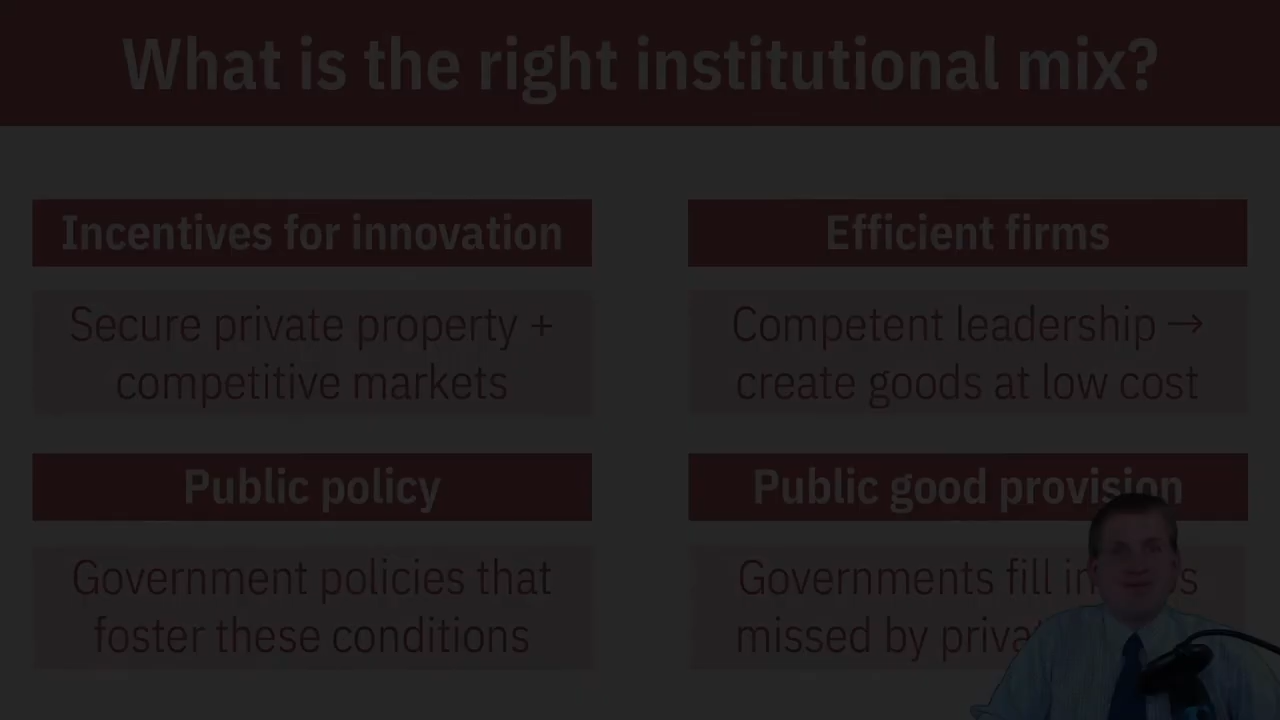 What is the right institutional mix?
Incentives for innovation
Secure private property +
competitive markets
Efficient firms
Competent leadership →
create goods at low cost
Public policy
Government policies that
foster these conditions
Public good provision
Governments fill in
missed by